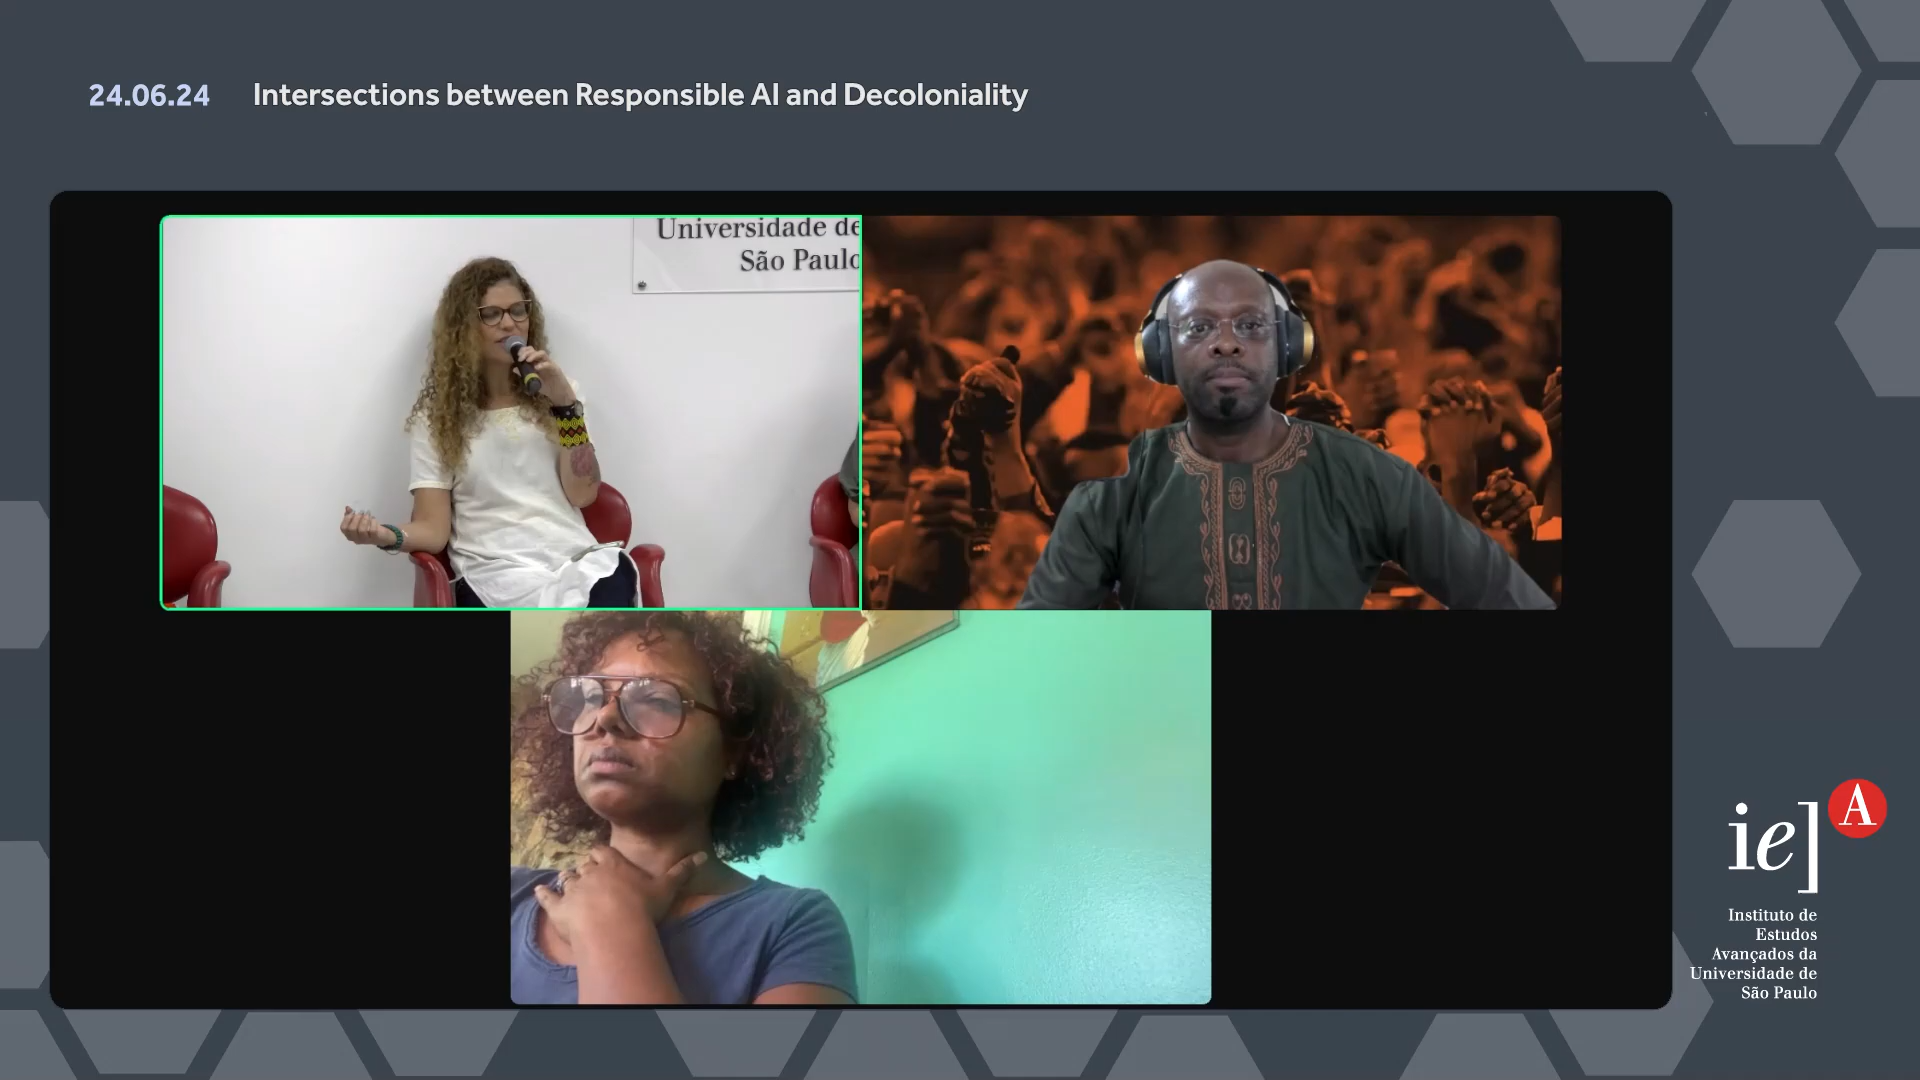 24.06.24 Intersections between Responsible AI and Decoloniality
Universidade de
São Paulo
ie] A
Instituto de
Estudos
Avançados da
Universidade de
São Paulo